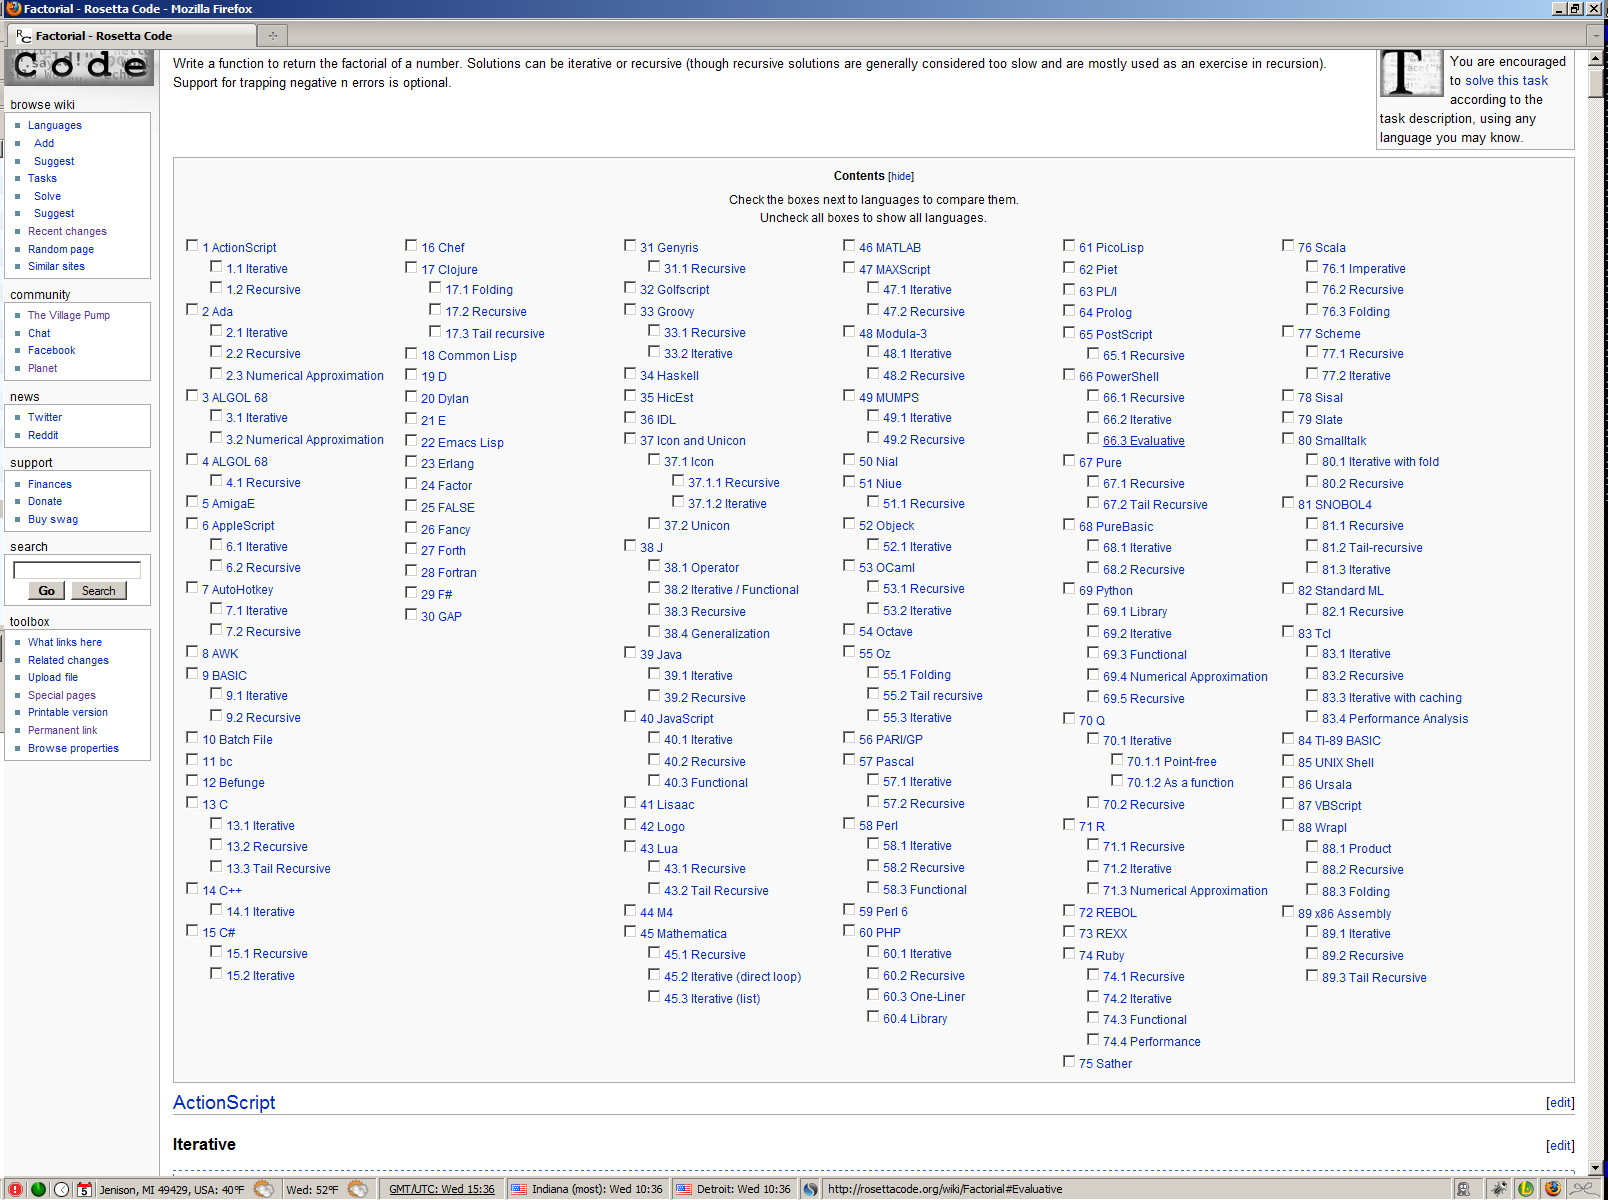 Factorial - Rosetta Code - Mozilla Firefox
Factorial - Rosetta Code
Code
browse wiki
Languages
Add
Suggest
Tasks
Solve
Suggest
Recent changes
Random page
Similar sites
community
The Village Pump
Chat
Facebook
Planet
news
Twitter
Reddit
support
Finances
Donate
Buy swag
search
Go Search
toolbox
What links here
Related changes
Upload file
Special pages
Printable version
Permanent link
Browse properties
Write a function to return the factorial of a number. Solutions can be iterative or recursive (though recursive solutions are generally considered too slow and are mostly used as an exercise in recursion).
Support for trapping negative n errors is optional.
You are encouraged
to solve this task
according to the
task description, using any
language you may know.
Contents [hide]
Check the boxes next to languages to compare them.
Uncheck all boxes to show all languages.
1 ActionScript
1.1 Iterative
1.2 Recursive
2 Ada
2.1 Iterative
2.2 Recursive
2.3 Numerical Approximation
3 ALGOL 68
3.1 Iterative
3.2 Numerical Approximation
4 ALGOL 68
4.1 Recursive
5 AmigaE
6 AppleScript
6.1 Iterative
6.2 Recursive
7 AutoHotkey
7.1 Iterative
7.2 Recursive
8 AWK
9 BASIC
9.1 Iterative
9.2 Recursive
10 Batch File
11 bc
12 Befunge
13 C
13.1 Iterative
13.2 Recursive
13.3 Tail Recursive
14 C++
14.1 Iterative
15 C#
15.1 Recursive
15.2 Iterative
16 Chef
17 Clojure
17.1 Folding
17.2 Recursive
17.3 Tail recursive
18 Common Lisp
19 D
20 Dylan
21 E
22 Emacs Lisp
23 Erlang
24 Factor
25 FALSE
26 Fancy
27 Forth
28 Fortran
29 F#
30 GAP
31 Genyris
31.1 Recursive
32 Golfscript
33 Groovy
33.1 Recursive
33.2 Iterative
34 Haskell
35 HicEst
36 IDL
37 Icon and Unicon
37.1 Icon
37.1.1 Recursive
37.1.2 Iterative
37.2 Unicon
38 J
38.1 Operator
38.2 Iterative / Functional
38.3 Recursive
38.4 Generalization
39 Java
39.1 Iterative
39.2 Recursive
40 JavaScript
40.1 Iterative
40.2 Recursive
40.3 Functional
41 Lisaac
42 Logo
43 Lua
43.1 Recursive
43.2 Tail Recursive
44 M4
45 Mathematica
45.1 Recursive
45.2 Iterative (direct loop)
45.3 Iterative (list)
46 MATLAB
47 MAXScript
47.1 Iterative
47.2 Recursive
48 Modula-3
48.1 Iterative
48.2 Recursive
49 MUMPS
49.1 Iterative
49.2 Recursive
50 Nial
51 Niue
51.1 Recursive
52 Objeck
52.1 Iterative
53 OCaml
53.1 Recursive
53.2 Iterative
54 Octave
55 Oz
55.1 Folding
55.2 Tail recursive
55.3 Iterative
56 PARI/GP
57 Pascal
57.1 Iterative
57.2 Recursive
58 Perl
58.1 Iterative
58.2 Recursive
58.3 Functional
59 Perl 6
60 PHP
60.1 Iterative
60.2 Recursive
60.3 One-Liner
60.4 Library
61 PicoLisp
62 Piet
63 PL/I
64 Prolog
65 PostScript
65.1 Recursive
66 PowerShell
66.1 Recursive
66.2 Iterative
66.3 Evaluative
67 Pure
67.1 Recursive
67.2 Tail Recursive
68 PureBasic
68.1 Iterative
68.2 Recursive
69 Python
69.1 Library
69.2 Iterative
69.3 Functional
69.4 Numerical Approximation
69.5 Recursive
70 Q
70.1 Iterative
70.1.1 Point-free
70.1.2 As a function
70.2 Recursive
71 R
71.1 Recursive
71.2 Iterative
71.3 Numerical Approximation
72 REBOL
73 REXX
74 Ruby
74.1 Recursive
74.2 Iterative
74.3 Functional
74.4 Performance
75 Sather
76 Scala
76.1 Imperative
76.2 Recursive
76.3 Folding
77 Scheme
77.1 Recursive
77.2 Iterative
78 Sisal
79 Slate
80 Smalltalk
80.1 Iterative with fold
80.2 Recursive
81 SNOBOL4
81.1 Recursive
81.2 Tail-recursive
81.3 Iterative
82 Standard ML
82.1 Recursive
83 Tcl
83.1 Iterative
83.2 Recursive
83.3 Iterative with caching
83.4 Performance Analysis
84 TI-89 BASIC
85 UNIX Shell
86 Ursala
87 VBScript
88 Wrapl
88.1 Product
88.2 Recursive
88.3 Folding
89 x86 Assembly
89.1 Iterative
89.2 Recursive
89.3 Tail Recursive
ActionScript [edit]
Iterative [edit]
5 Jenison, MI 49429, USA: 40°F Wed: 52°F GMT/UTC: Wed 15:36 Indiana (most): Wed 10:36 Detroit: Wed 10:36 http://rosettacode.org/wiki/Factorial#Evaluative